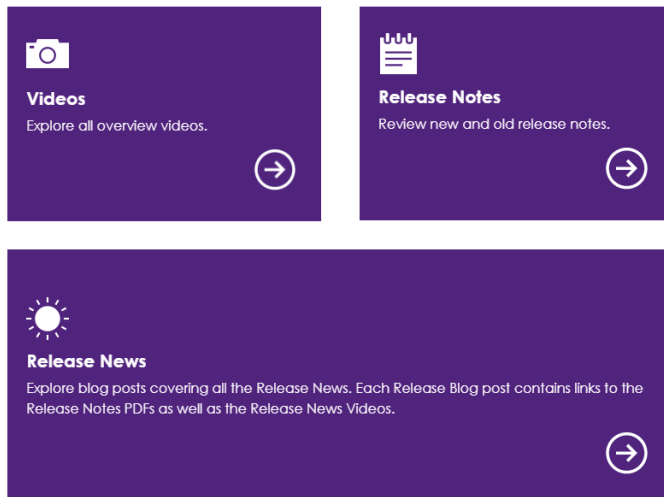 Videos
Explore all overview videos.
Release Notes
Review new and old release notes.
Release News
Explore blog posts covering all the Release News. Each Release Blog post contains links to the
Release Notes PDFs as well as the Release News Videos.